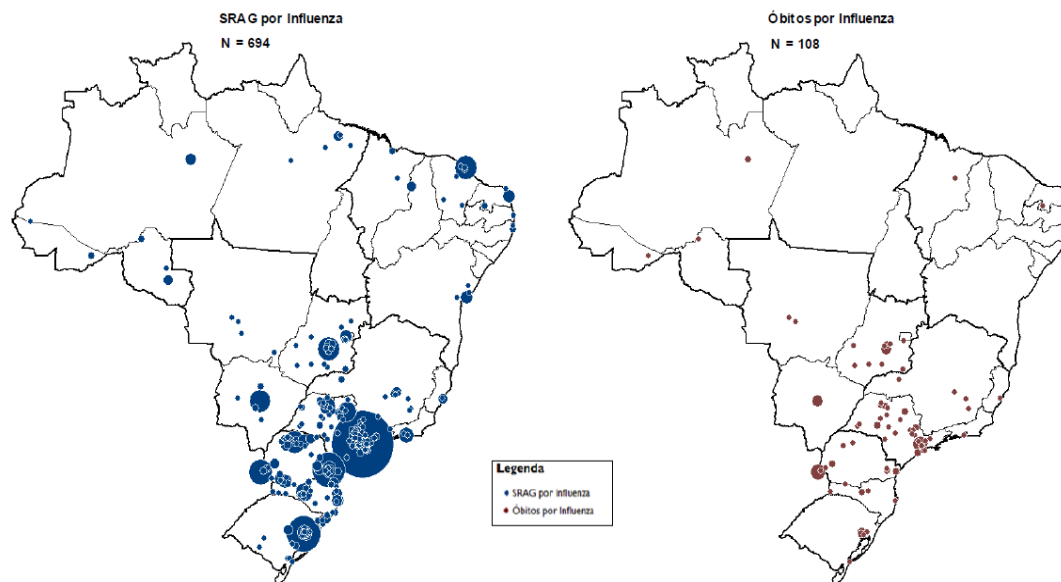 SRAG por Influenza
N = 694
Óbitos por Influenza
N = 108
Legenda
SRAG por influenza
Óbitos por Influenza